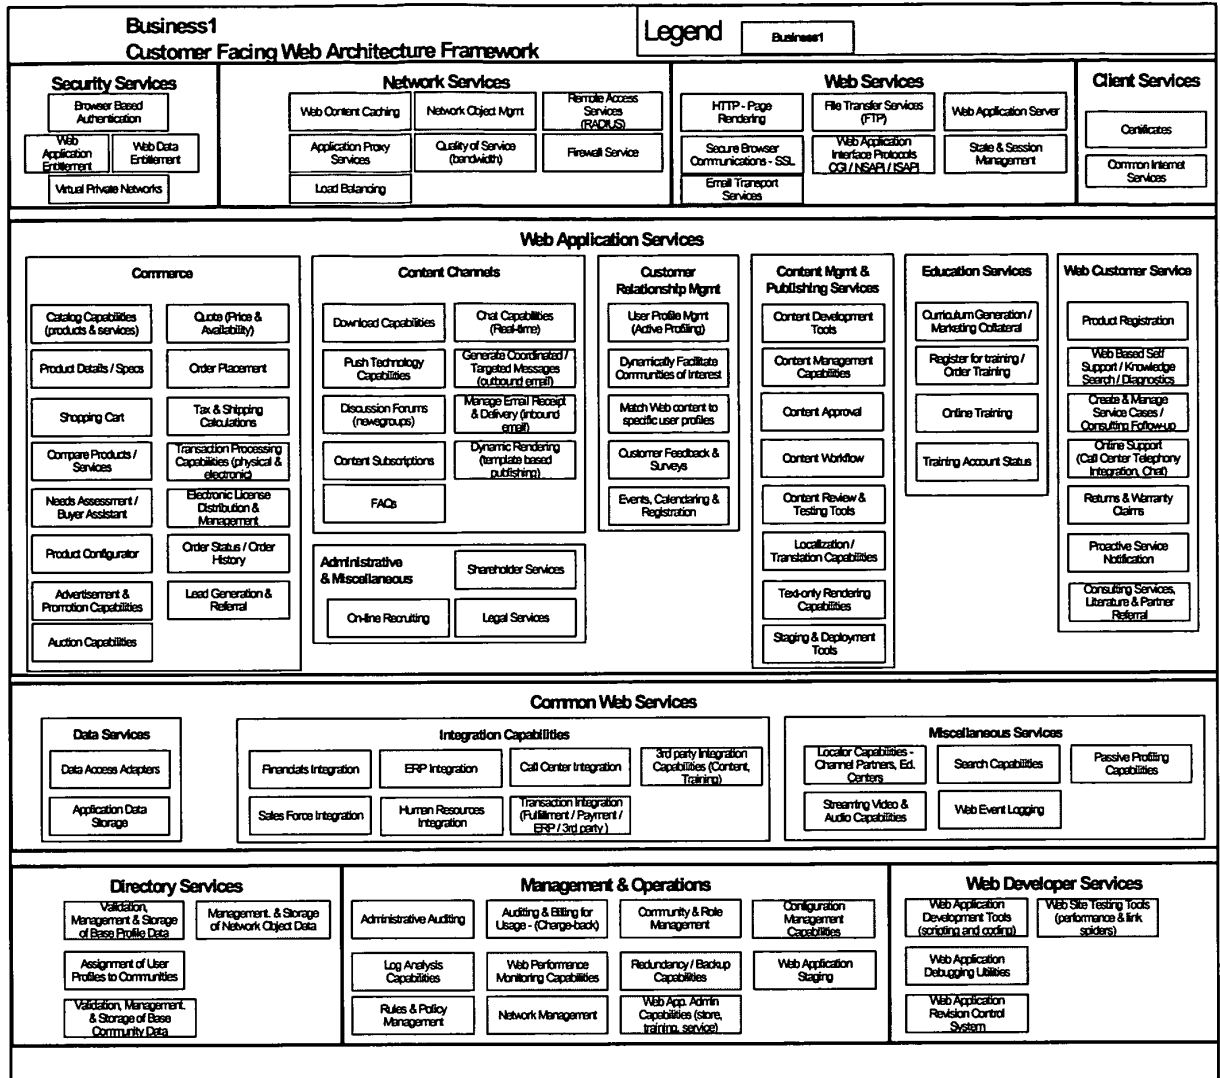 Business1
Customer Facing Web Architecture Framework
Legend
Business1
Security Services
Browser Based
Authentication
Web
Application
Entitlement
Web Data
Entitlement
Virtual Private Networks
Network Services
Web Content Caching
Network Object Mgmt
Remote Access
Services
(RADIUS)
Application Proxy
Services
Quality of Service
(bandwidth)
Firewall Service
Load Balancing
Web Services
HTTP - Page
Rendering
File Transfer Services
(FTP)
Web Application Server
Secure Browser
Communications - SSL
Web Application
Interface Protocols
CGI / NSAPI / ISAPI
State & Session
Management
Email Transport
Services
Client Services
Certificates
Common Internet
Services
Web Application Services
Commerce
Catalog Capabilities
(products & services)
Quote (Price &
Availability)
Product Details / Specs
Order Placement
Shopping Cart
Tax & Shipping
Calculations
Compare Products /
Services
Transaction Processing
Capabilities (physical &
electronic)
Needs Assessment /
Buyer Assistant
Electronic License
Distribution &
Management
Product Configurator
Order Status / Order
History
Advertisement &
Promotion Capabilities
Lead Generation &
Referral
Auction Capabilities
Content Channels
Download Capabilities
Chat Capabilities
(Real-time)
Push Technology
Capabilities
Generate Coordinated /
Targeted Messages
(outbound email)
Discussion Forums
(newsgroups)
Manage Email Receipt
& Delivery (inbound
email)
Content Subscriptions
Dynamic Rendering
(template based
publishing)
FAQs
Administrative
& Miscellaneous
Shareholder Services
On-line Recruiting
Legal Services
Customer
Relationship Mgmt
User Profile Mgmt
(Active Profiling)
Dynamically Facilitate
Communities of Interest
Match Web content to
specific user profiles
Customer Feedback &
Surveys
Events, Calendaring &
Registration
Content Mgmt &
Publishing Services
Content Development
Tools
Content Management
Capabilities
Content Approval
Content Workflow
Content Review &
Testing Tools
Localization /
Translation Capabilities
Text-only Rendering
Capabilities
Staging & Deployment
Tools
Education Services
Curriculum Generation /
Marketing Collateral
Register for training /
Order Training
Online Training
Training Account Status
Web Customer Service
Product Registration
Web Based Self
Support / Knowledge
Search / Diagnostics
Create & Manage
Service Cases /
Consulting Follow-up
Online Support
(Call Center Telephony
Integration, Chat)
Returns & Warranty
Claims
Proactive Service
Notification
Consulting Services,
Literature & Partner
Referral
Common Web Services
Data Services
Data Access Adapters
Application Data
Storage
Integration Capabilities
Financials Integration
ERP Integration
Call Center Integration
3rd party Integration
Capabilities (Content,
Training)
Sales Force Integration
Human Resources
Integration
Transaction Integration
(Fulfillment / Payment /
ERP / 3rd party )
Miscellaneous Services
Locator Capabilities -
Channel Partners, Ed.
Centers
Search Capabilities
Passive Profiling
Capabilities
Streaming Video &
Audio Capabilities
Web Event Logging
Directory Services
Validation,
Management & Storage
of Base Profile Data
Management. & Storage
of Network Object Data
Assignment of User
Profiles to Communities
Validation, Management.
& Storage of Base
Community Data
Management & Operations
Administrative Auditing
Auditing & Billing for
Usage - (Charge-back)
Community & Role
Management
Configuration
Management
Capabilities
Log Analysis
Capabilities
Web Performance
Monitoring Capabilities
Redundancy / Backup
Capabilities
Web Application
Staging
Rules & Policy
Management
Network Management
Web App. Admin
Capabilities (store,
training, service)
Web Developer Services
Web Application
Development Tools
(scripting and coding)
Web Site Testing Tools
(performance & link
spiders)
Web Application
Debugging Utilities
Web Application
Revision Control
System